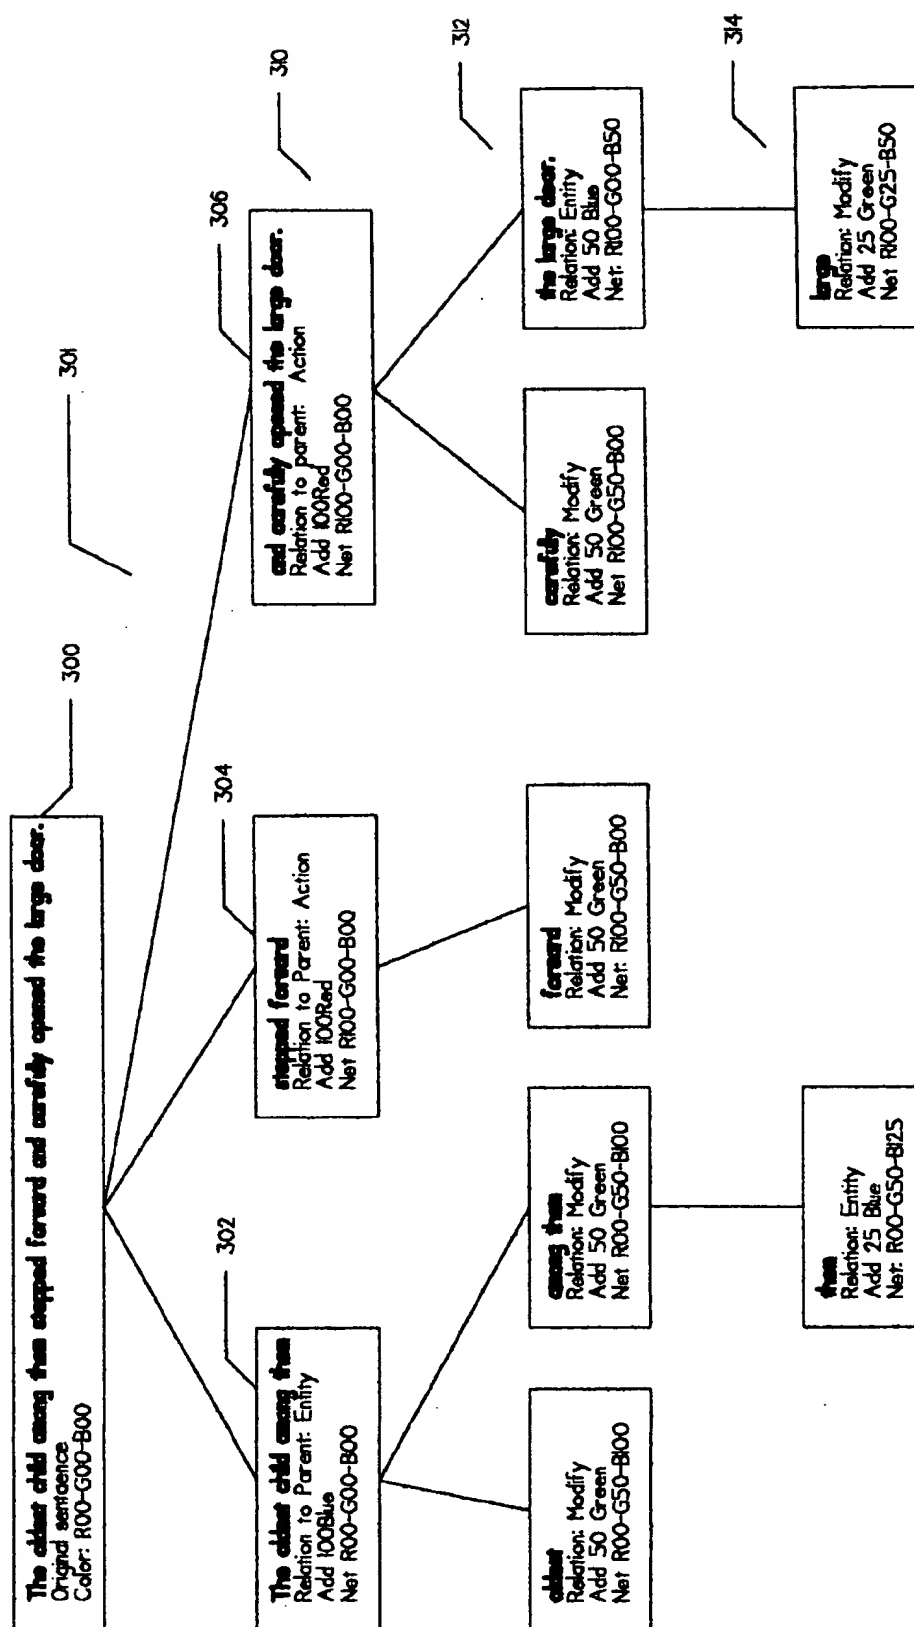 The oldest child among them stepped forward and carefully opened the large door.
Original sentaence
Color: R00-G00-B00
300
301
The oldest child among them
Relation to Parent: Entity
Add 100Blue
Net R00-G00-B00
302
stepped forward
Relation to Parent: Action
Add 100Red
Net R100-G00-B00
304
and carefully opened the large door.
Relation to parent: Action
Add 100Red
Net R100-G00-B00
306
310
oldest
Relation: Modify
Add 50 Green
Net R00-G50-B100
among them
Relation: Modify
Add 50 Green
Net R00-G50-B100
forward
Relation: Modify
Add 50 Green
Net: R100-G50-B00
carefully
Relation: Modify
Add 50 Green
Net R100-G50-B00
the large door.
Relation: Entity
Add 50 Blue
Net: R100-G00-B50
312
them
Relation: Entity
Add 25 Blue
Net: R00-G50-B125
large
Relation: Modify
Add 25 Green
Net R100-G25-B50
314